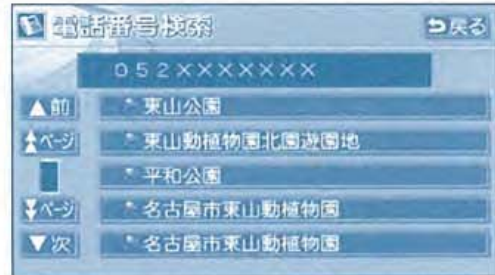 電話番号検索
戻る
052×××××××
▲前
東山公園
ページ
東山動植物園北園遊園地
平和公園
ページ
名古屋市東山動植物園
▼次
名古屋市東山動植物園